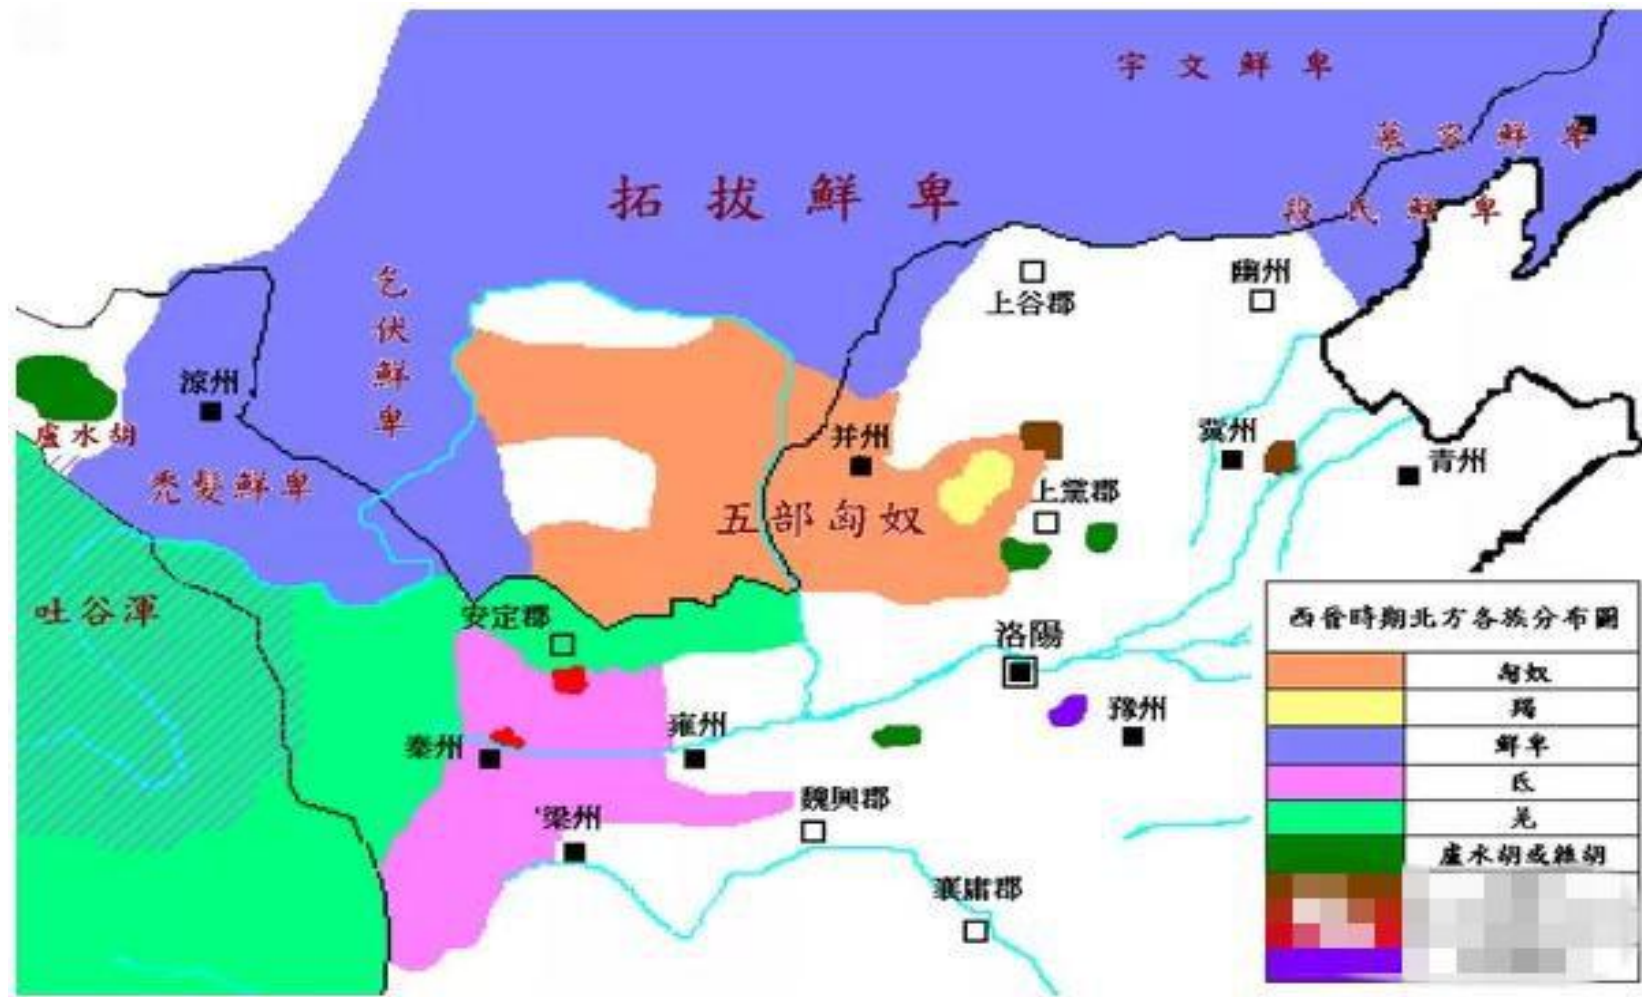 宇文鮮卑
慕容鮮卑
拓拔鮮卑
段氏鮮卑
乞伏鮮卑
上谷郡
幽州
涼州
盧水胡
禿髮鮮卑
并州
冀州
青州
上黨郡
五部匈奴
吐谷渾
安定郡
洛陽
秦州
雍州
豫州
'梁州
魏興郡
襄庸郡
西晉時期北方各族分布圖
匈奴
羯
鮮卑
氐
羌
盧水胡或雜胡